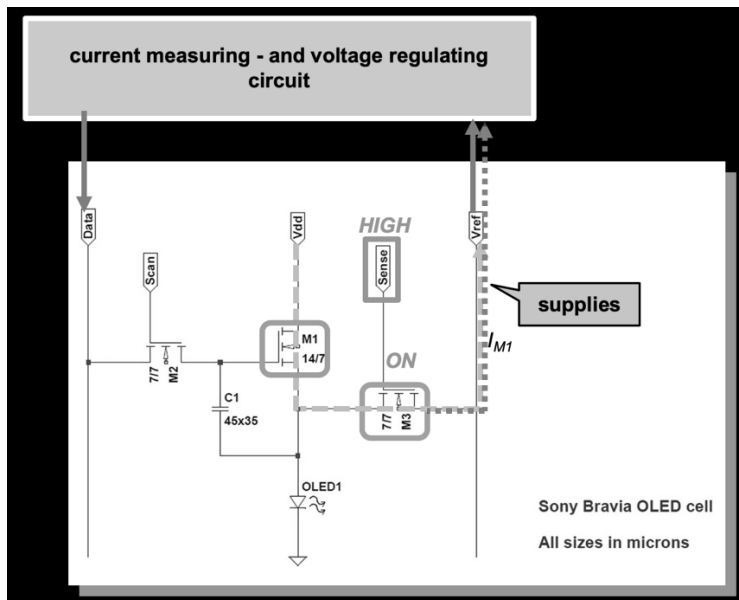 current measuring - and voltage regulating
circuit
Data
Scan
Vdd
HIGH
Sense
Vref
supplies
I_M1
M1
14/7
ON
7/7
M2
C1
45x35
7/7
M3
OLED1
Sony Bravia OLED cell
All sizes in microns